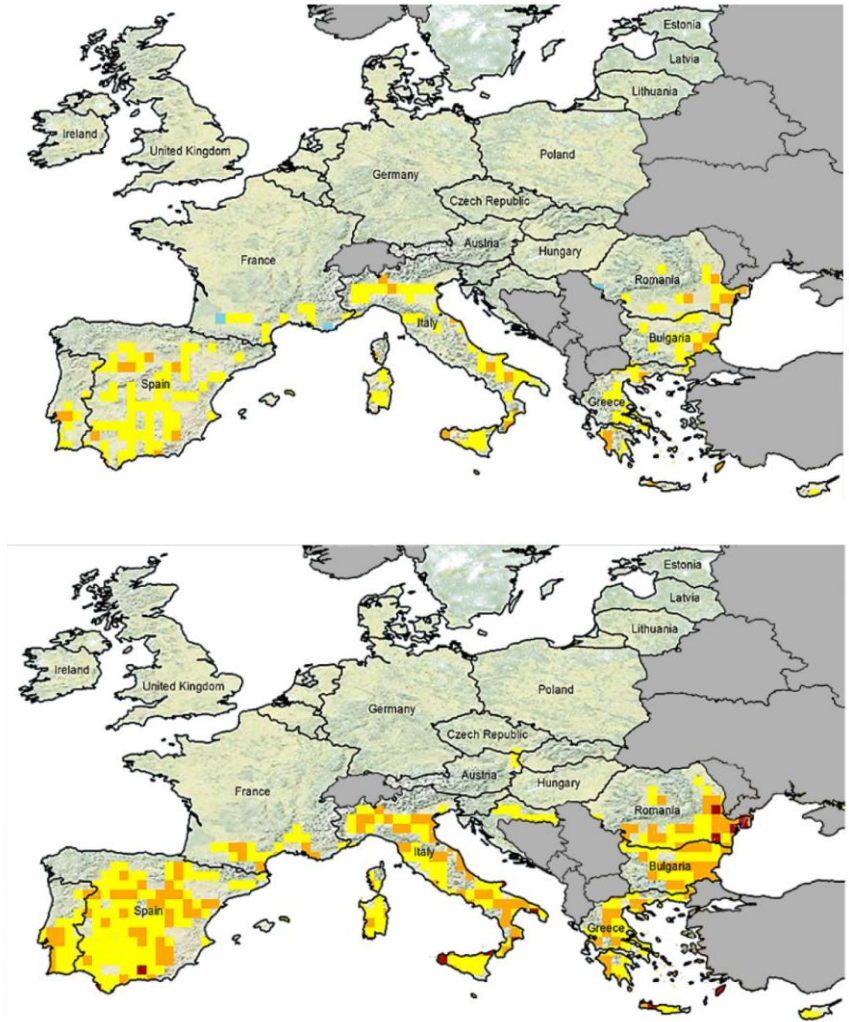 Estonia
Latvia
Lithuania
Ireland
United Kingdom
Poland
Germany
Czech Republic
Austria
Hungary
France
Romania
Italy
Bulgaria
Spain
Greece
Estonia
Latvia
Lithuania
Ireland
United Kingdom
Poland
Germany
Czech Republic
Austria
Hungary
France
Romania
Italy
Bulgaria
Spain
Greece